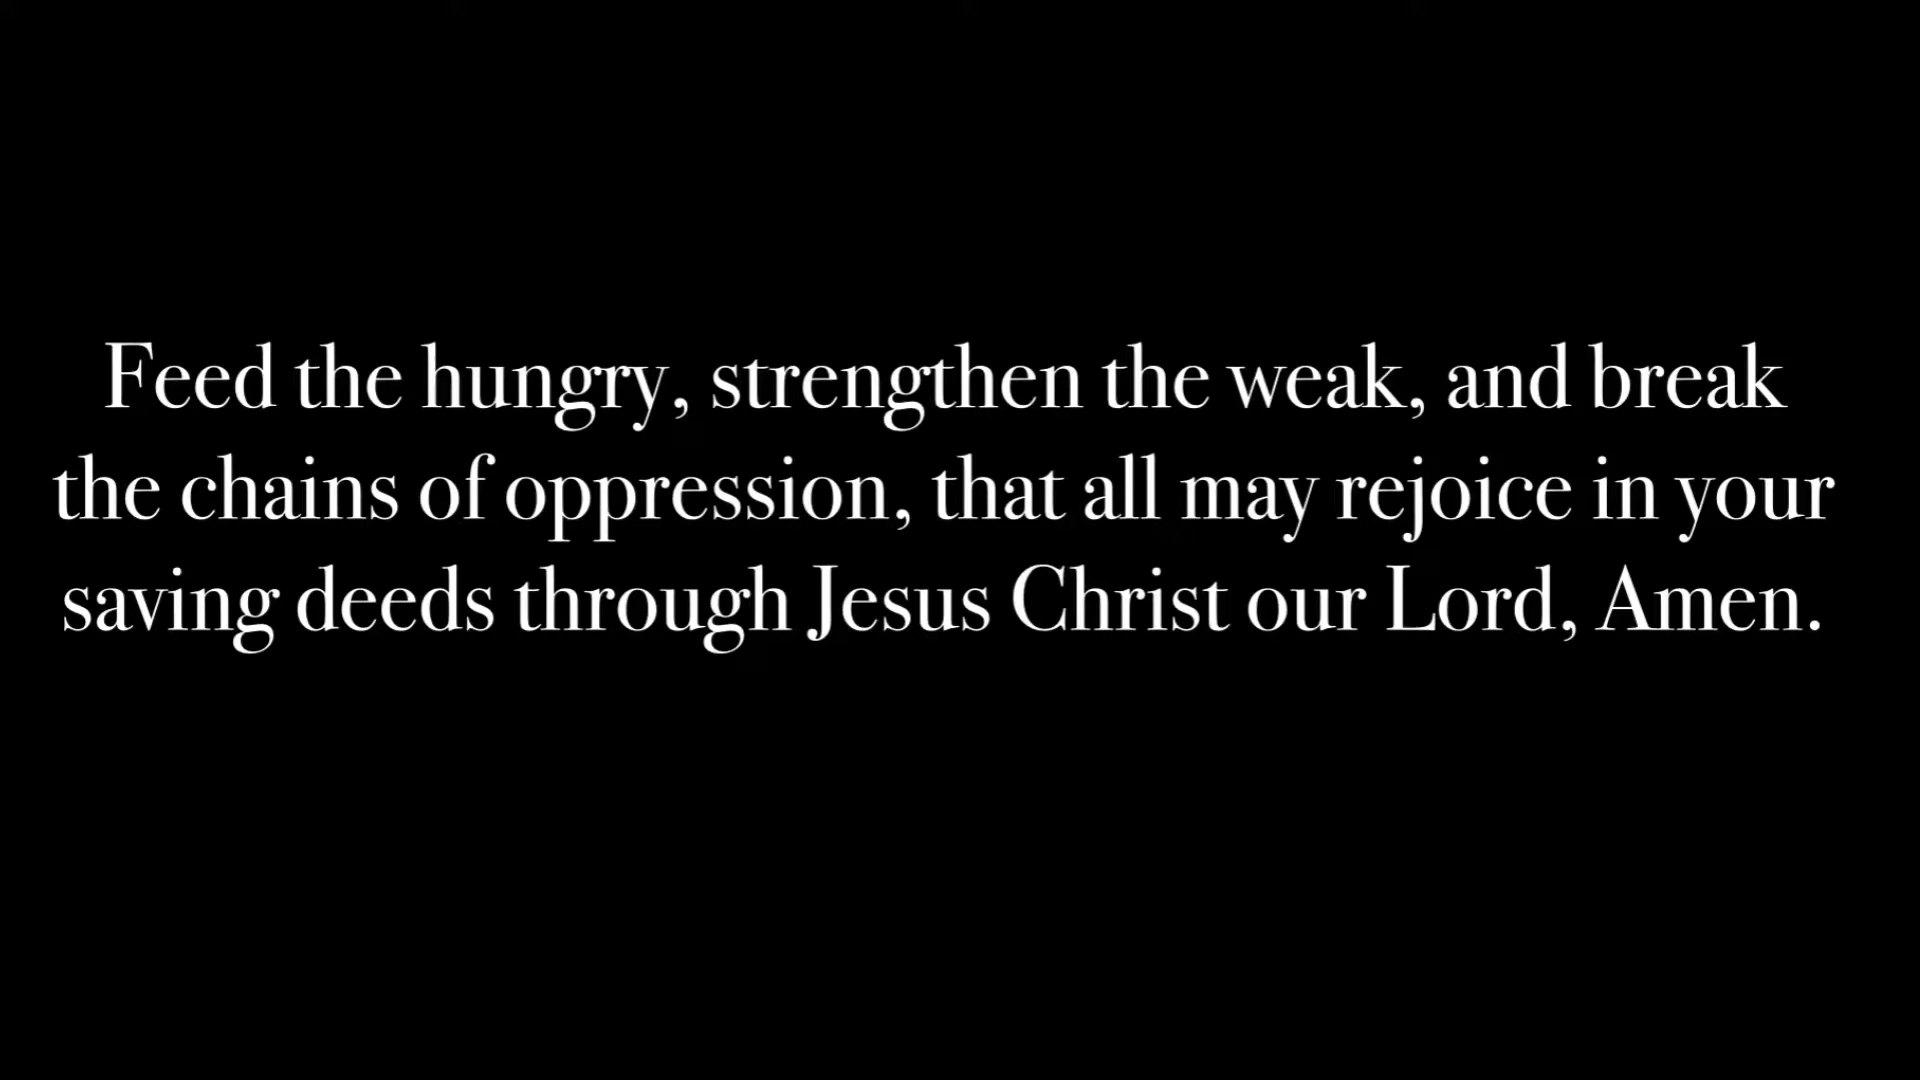 Feed the hungry, strengthen the weak, and break
the chains of oppression, that all may rejoice in your
saving deeds through Jesus Christ our Lord, Amen.